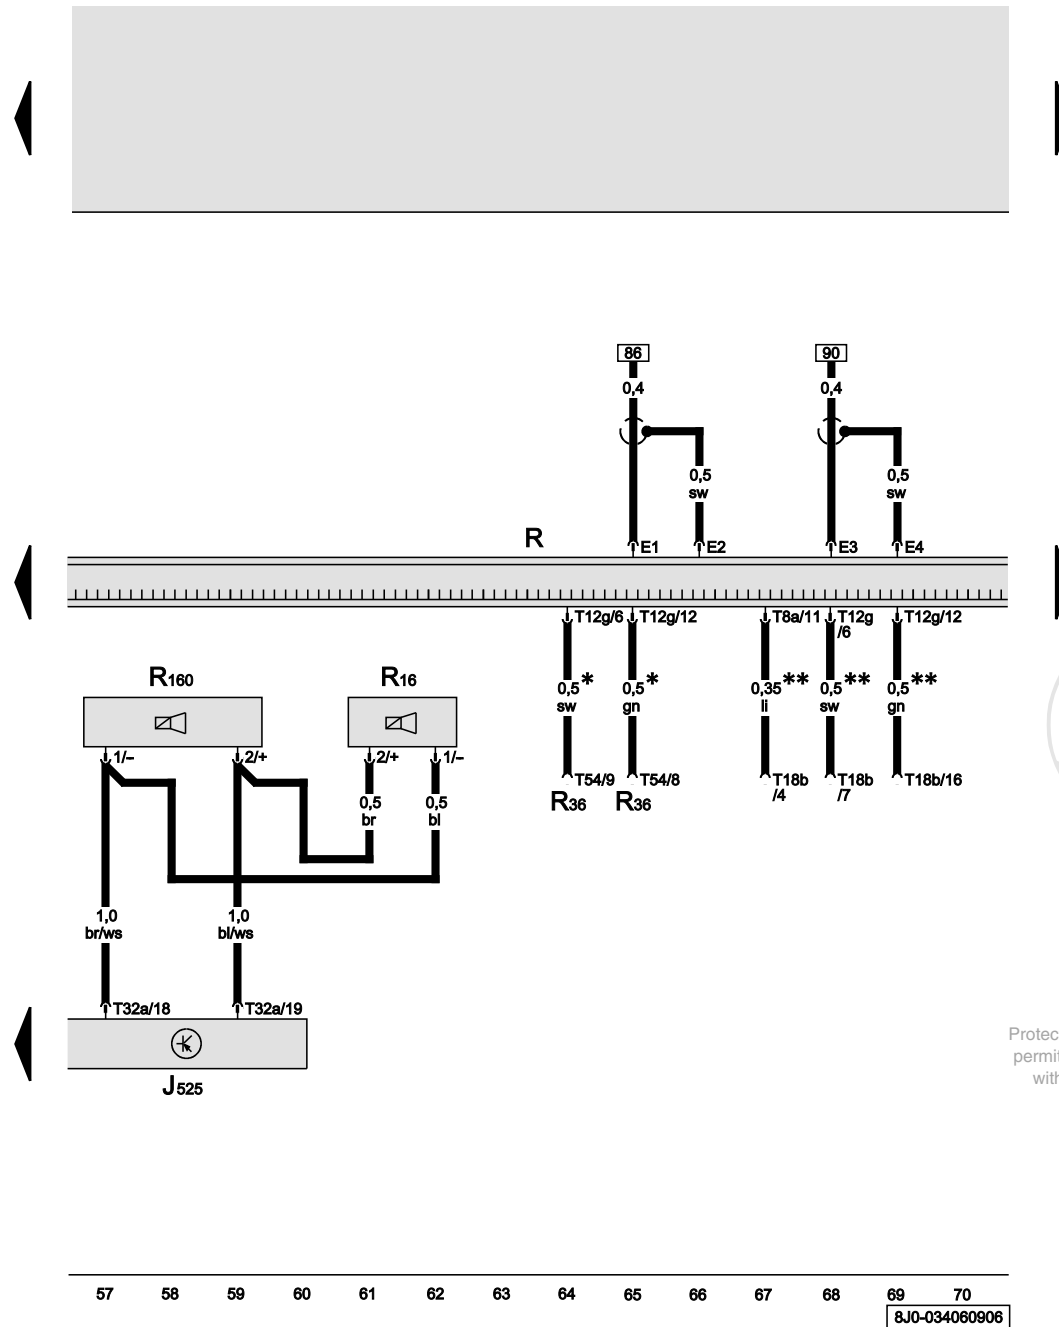 86 90
0,4 0,4
0,5 0,5
sw sw
R E1 E2 E3 E4
T12g/6 T12g/12 T8a/11 T12g T12g/12
/6
R160 R16
0,5* 0,5* 0,35** 0,5** 0,5**
sw gn li sw gn
1/– 2/+ 2/+ 1/–
T54/9 T54/8 T18b T18b T18b/16
/4 /7
R36 R36
0,5 0,5
br bl
1,0 1,0
br/ws bl/ws
T32a/18 T32a/19
J525
Protec
permit
with
57 58 59 60 61 62 63 64 65 66 67 68 69 70
8J0-034060906